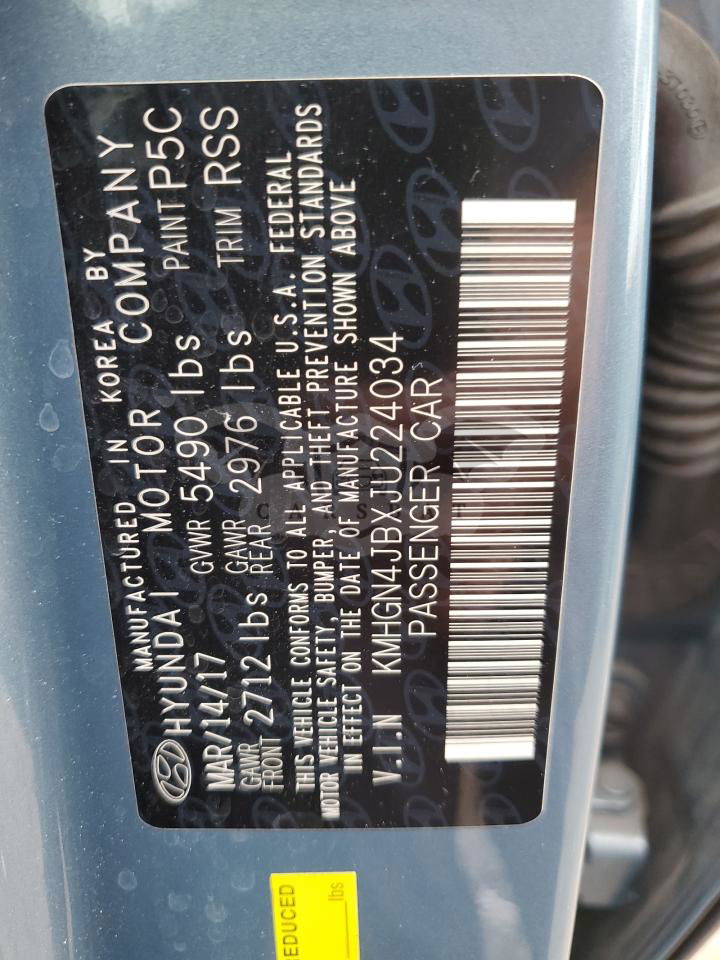 MANUFACTURED IN KOREA BY
HYUNDAI MOTOR COMPANY
MAR/14/17 GVWR 5490 lbs PAINT P5C
GAWR FRONT 2712 lbs GAWR REAR 2976 lbs TRIM RSS
THIS VEHICLE CONFORMS TO ALL APPLICABLE U.S.A. FEDERAL
MOTOR VEHICLE SAFETY, BUMPER, AND THEFT PREVENTION STANDARDS
IN EFFECT ON THE DATE OF MANUFACTURE SHOWN ABOVE
V.I.N KMHGN4JBXJU224034
PASSENGER CAR
EDUCED
lbs